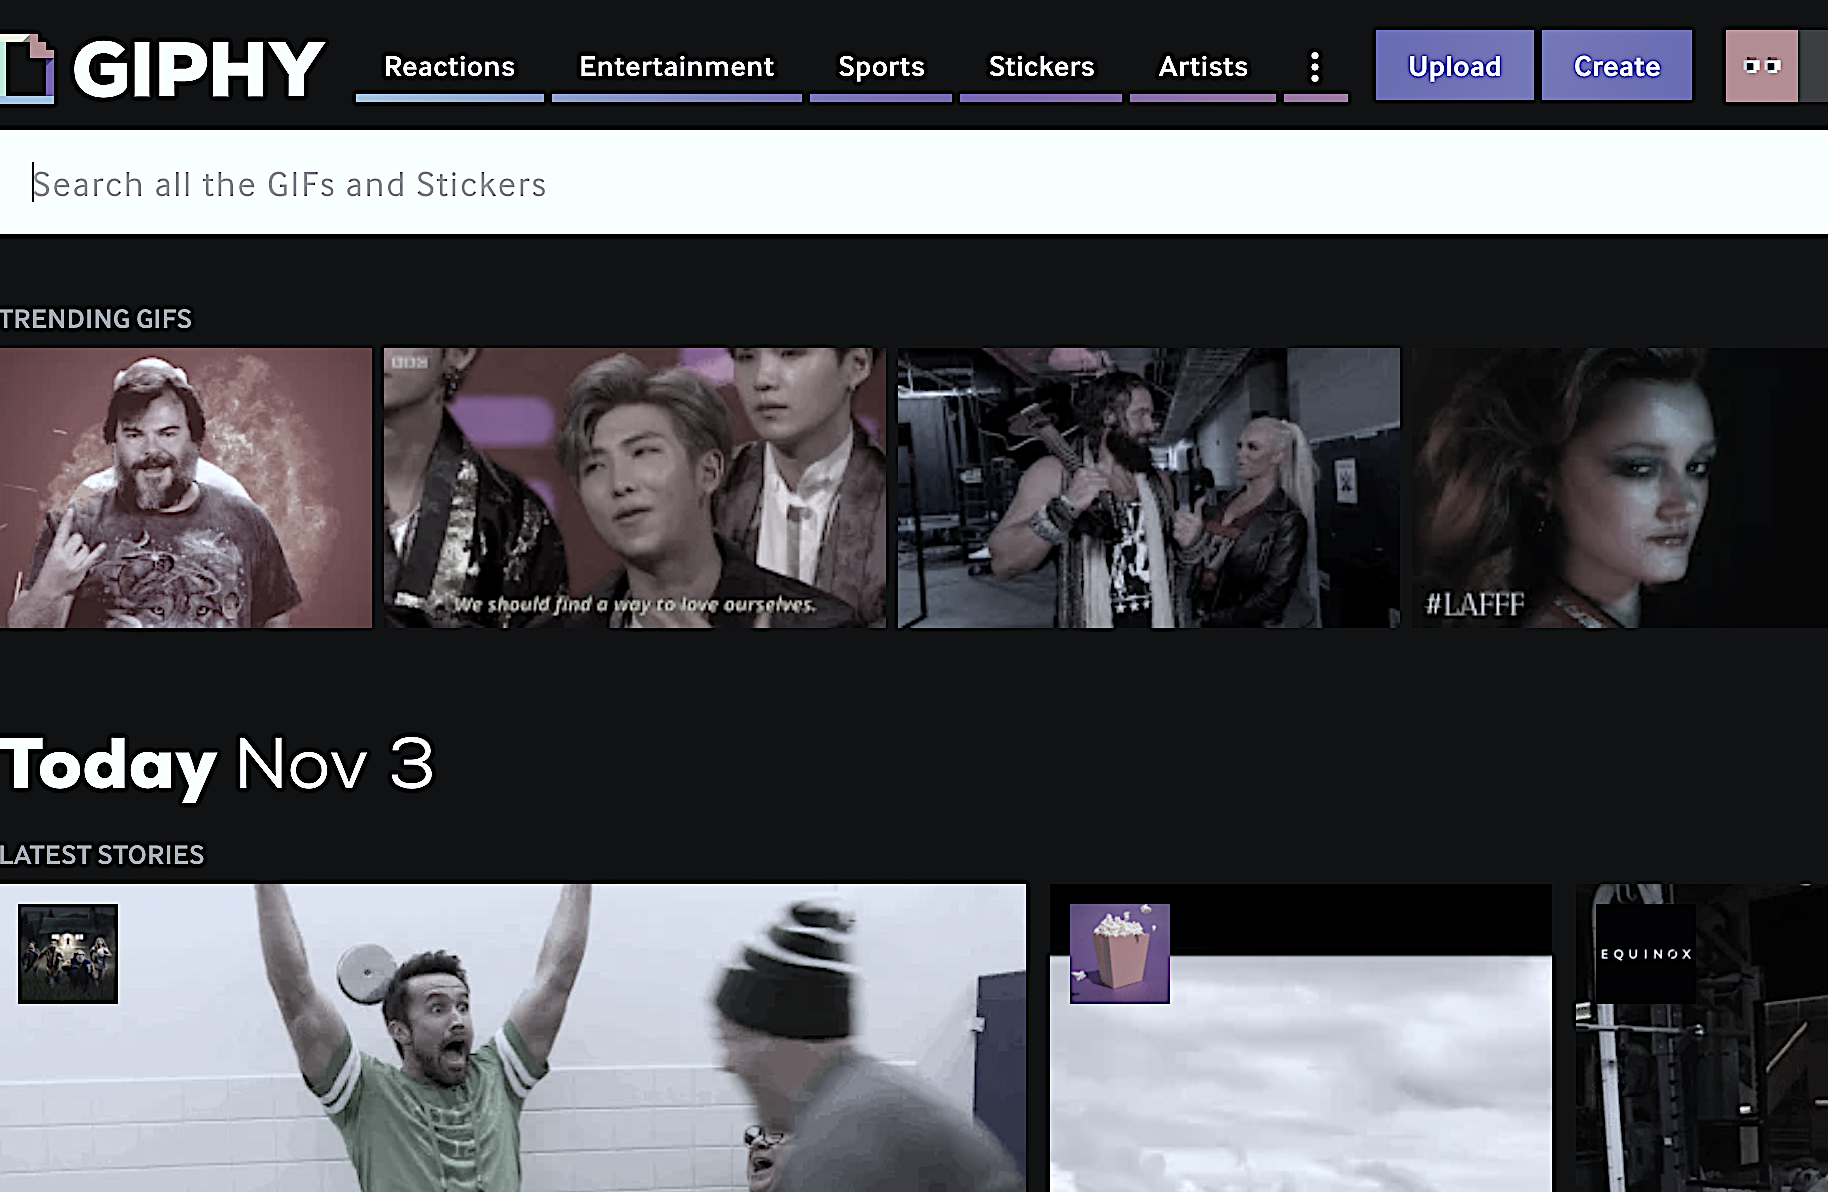 GIPHY
Reactions Entertainment Sports Stickers Artists Upload Create
Search all the GIFs and Stickers
TRENDING GIFS
BBC
We should find a way to love ourselves.
#LAFFF
Today Nov 3
LATEST STORIES
EQUINOX